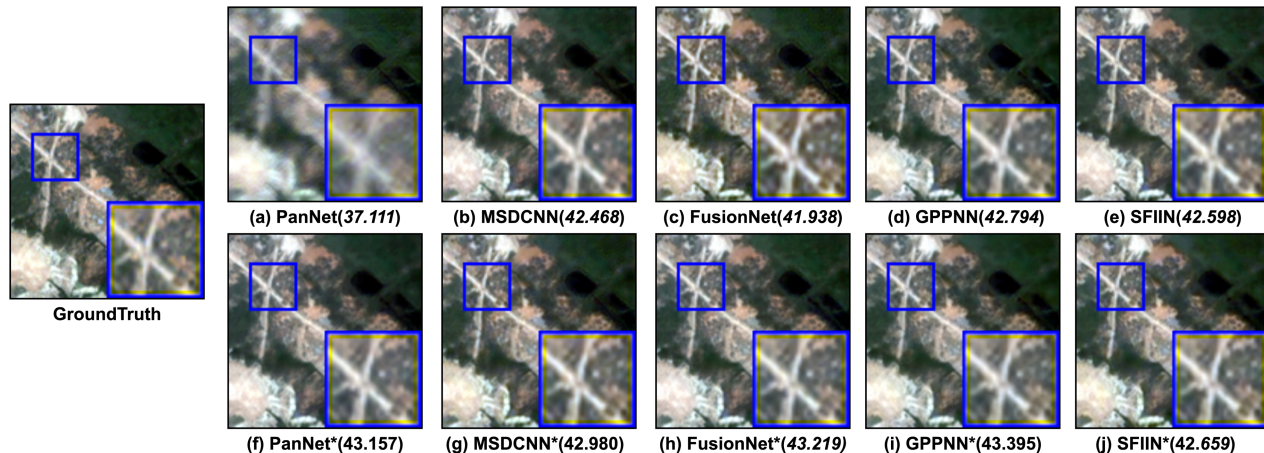 (a) PanNet(37.111)
(b) MSDCNN(42.468)
(c) FusionNet(41.938)
(d) GPPNN(42.794)
(e) SFIIN(42.598)
GroundTruth
(f) PanNet*(43.157)
(g) MSDCNN*(42.980)
(h) FusionNet*(43.219)
(i) GPPNN*(43.395)
(j) SFIIN*(42.659)